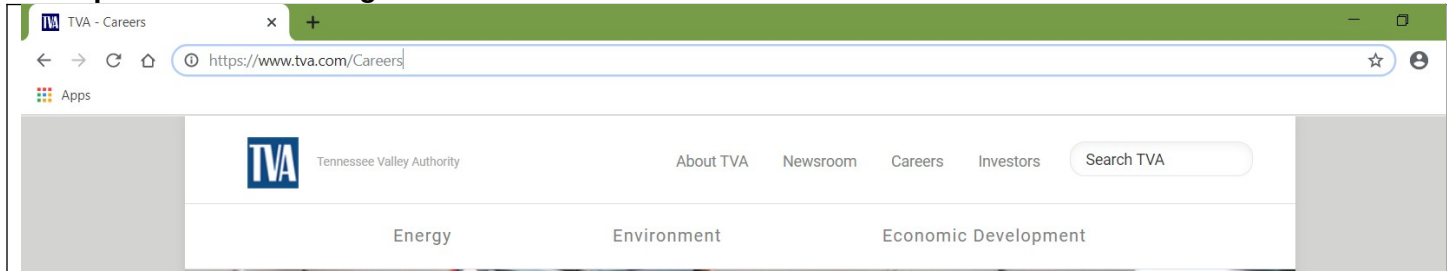 TVA TVA - Careers × +
https://www.tva.com/Careers
Apps
TVA Tennessee Valley Authority About TVA Newsroom Careers Investors Search TVA
Energy Environment Economic Development